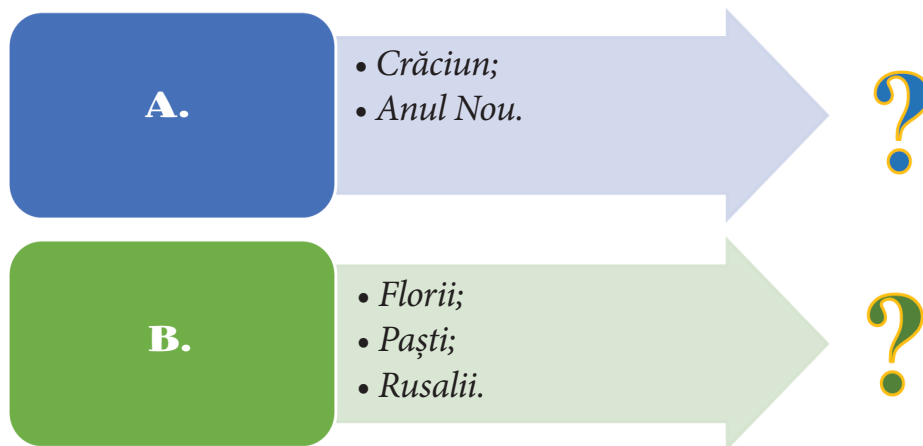 A.
• Crăciun;
• Anul Nou.
?
B.
• Florii;
• Paști;
• Rusalii.
?